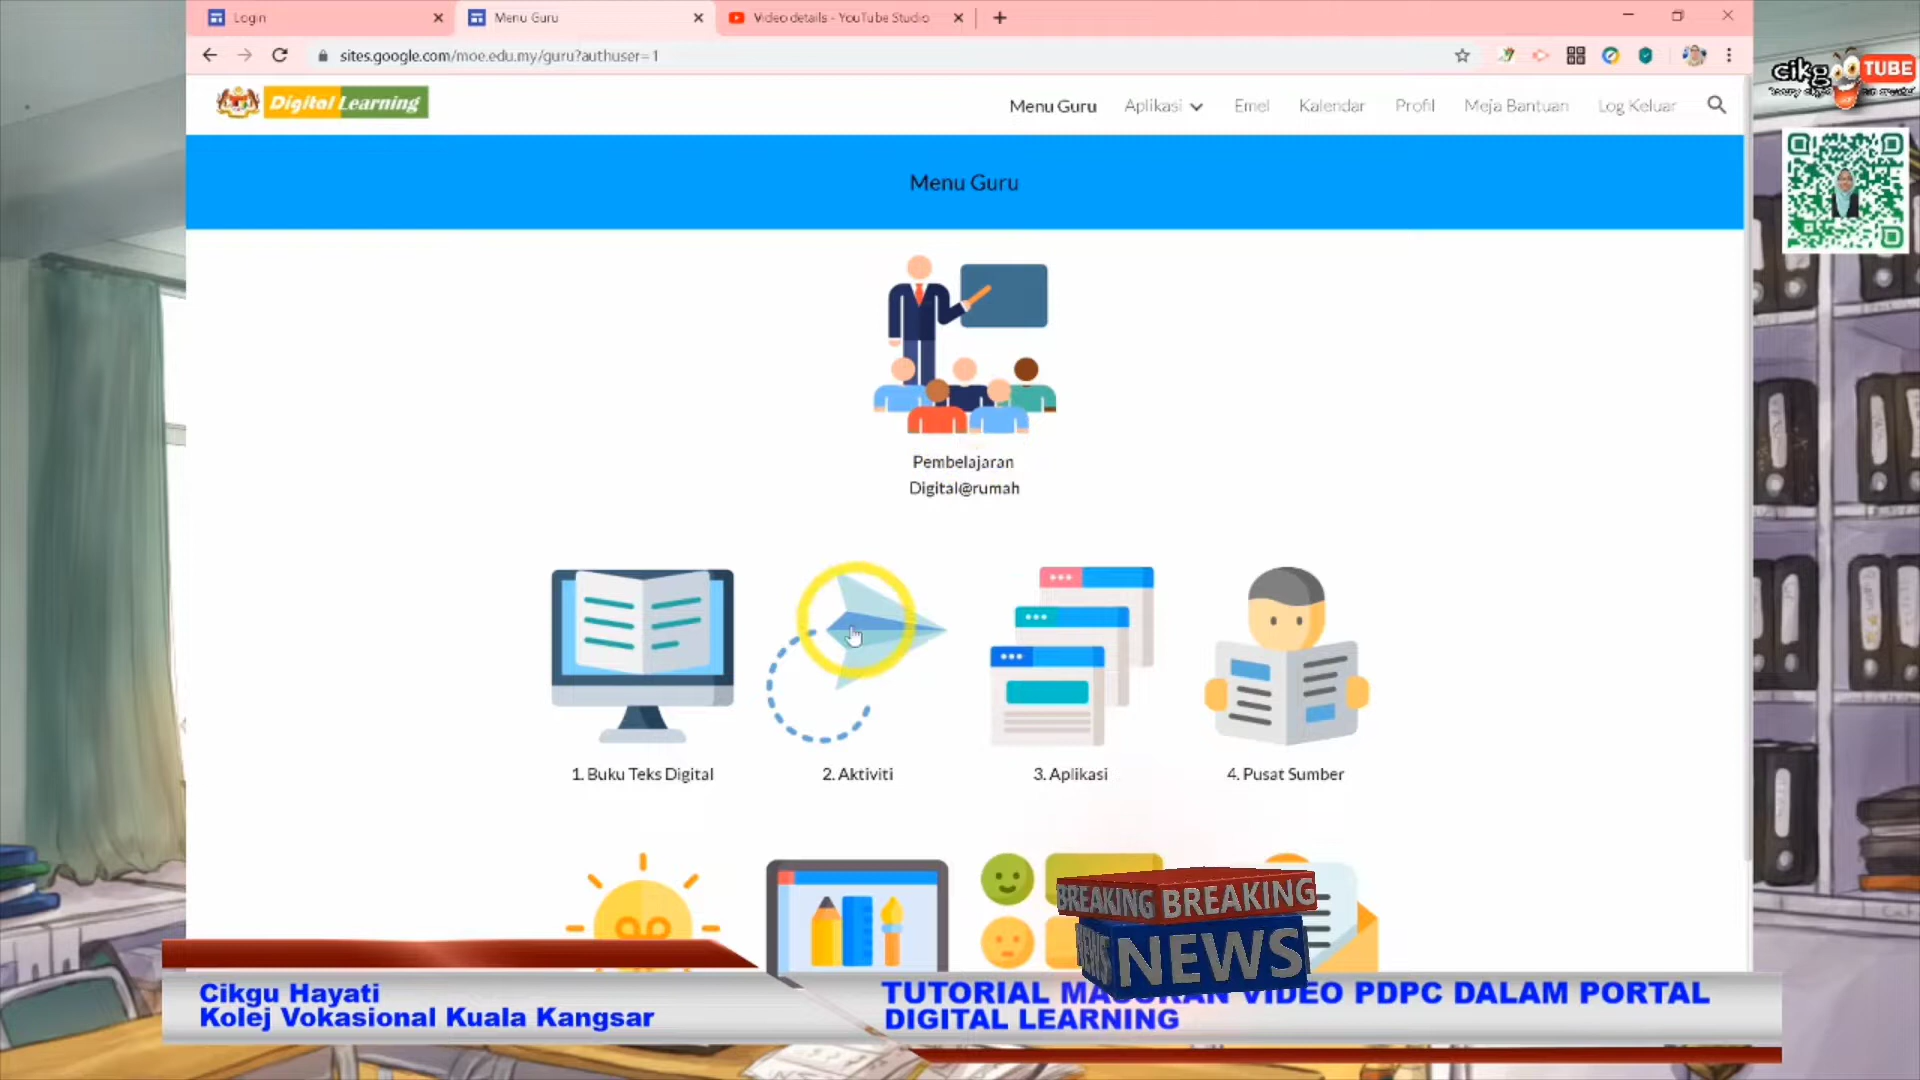 Login
Menu Guru
Video details - YouTube Studio
sites.google.com/moe.edu.my/guru?authuser=1
cikg TUBE
Digital Learning
Menu Guru
Aplikasi
Emel
Kalendar
Profil
Meja Bantuan
Log Keluar
Menu Guru
Pembelajaran
Digital@rumah
1. Buku Teks Digital
2. Aktiviti
3. Aplikasi
4. Pusat Sumber
BREAKING BREAKING
NEWS NEWS
Cikgu Hayati
Kolej Vokasional Kuala Kangsar
TUTORIAL MASUKAN VIDEO PDPC DALAM PORTAL
DIGITAL LEARNING